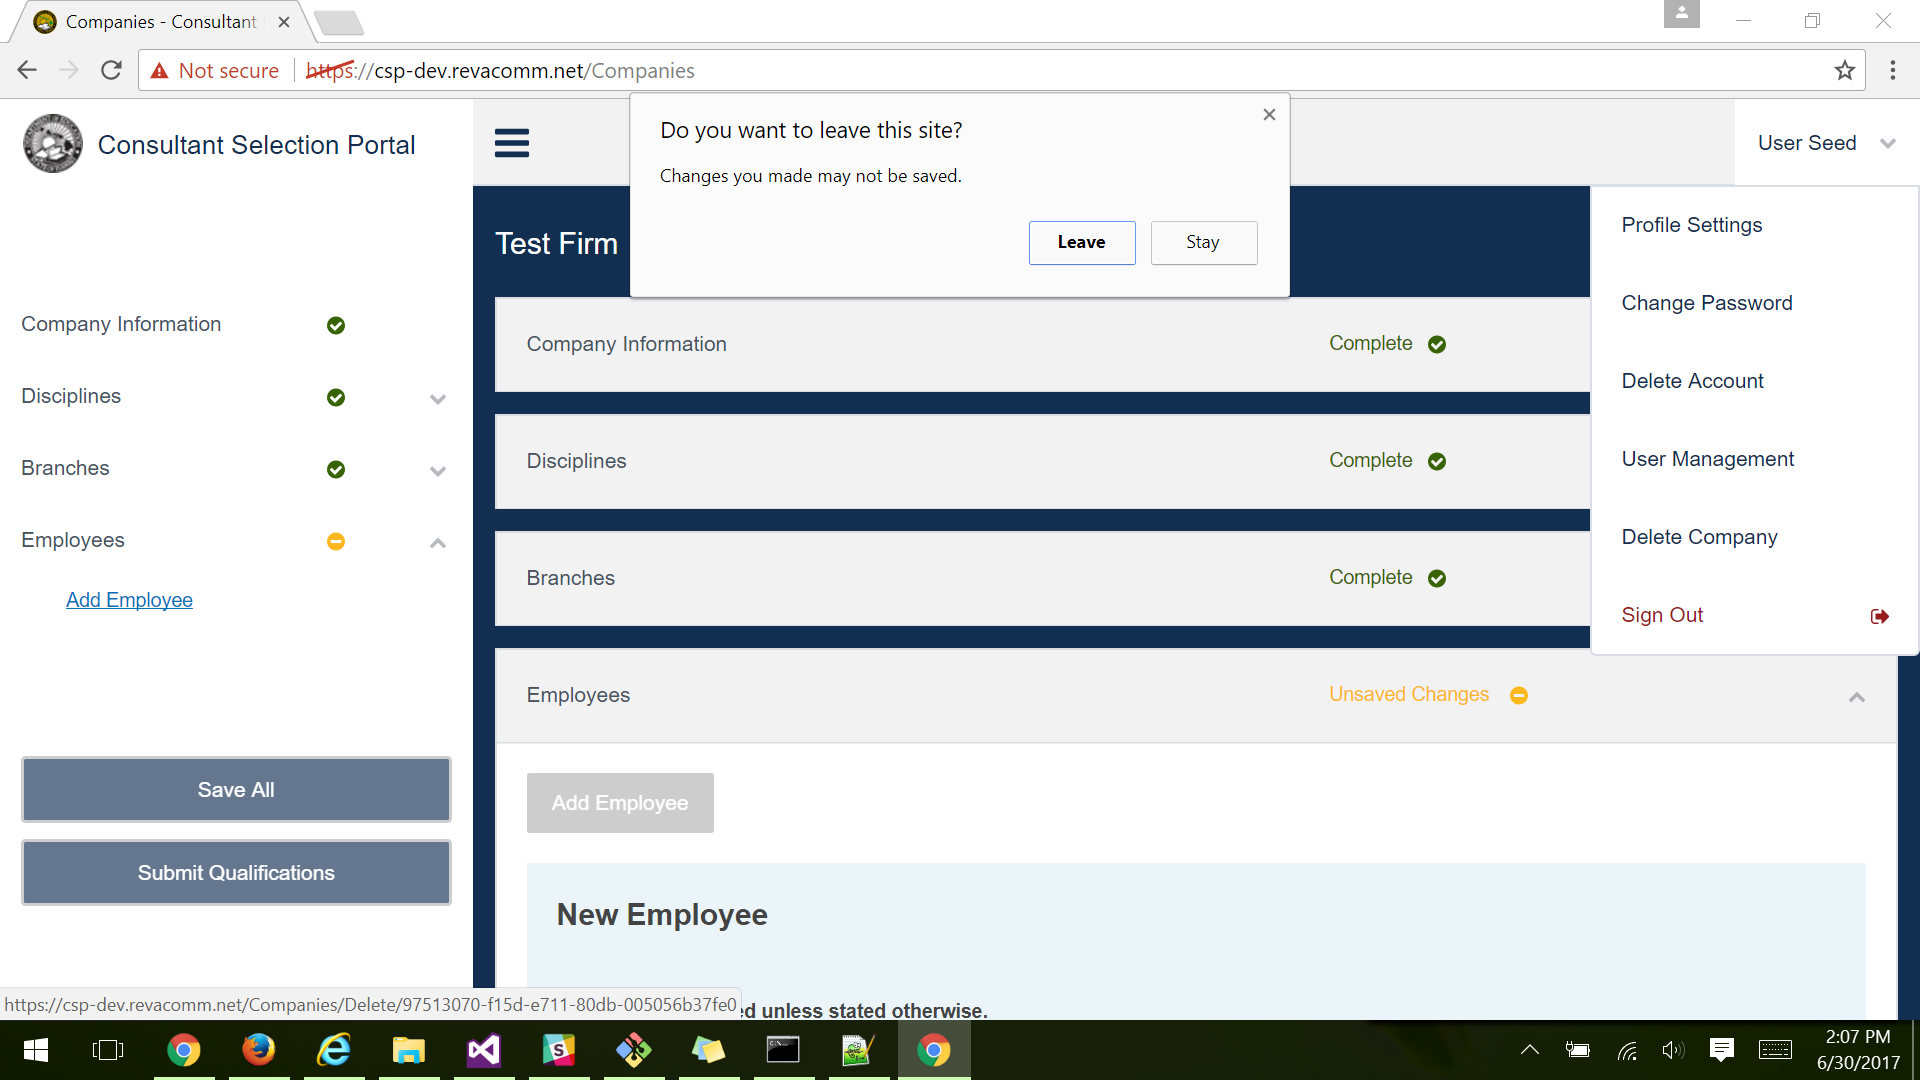 Companies - Consultant
Not secure
https://csp-dev.revacomm.net/Companies
Consultant Selection Portal
Do you want to leave this site?
Changes you made may not be saved.
Leave
Stay
User Seed
Profile Settings
Change Password
Delete Account
User Management
Delete Company
Sign Out
Company Information
Disciplines
Branches
Employees
Add Employee
Save All
Submit Qualifications
Test Firm
Company Information
Complete
Disciplines
Complete
Branches
Complete
Employees
Unsaved Changes
Add Employee
New Employee
d unless stated otherwise.
https://csp-dev.revacomm.net/Companies/Delete/97513070-f15d-e711-80db-005056b37fe0
2:07 PM
6/30/2017